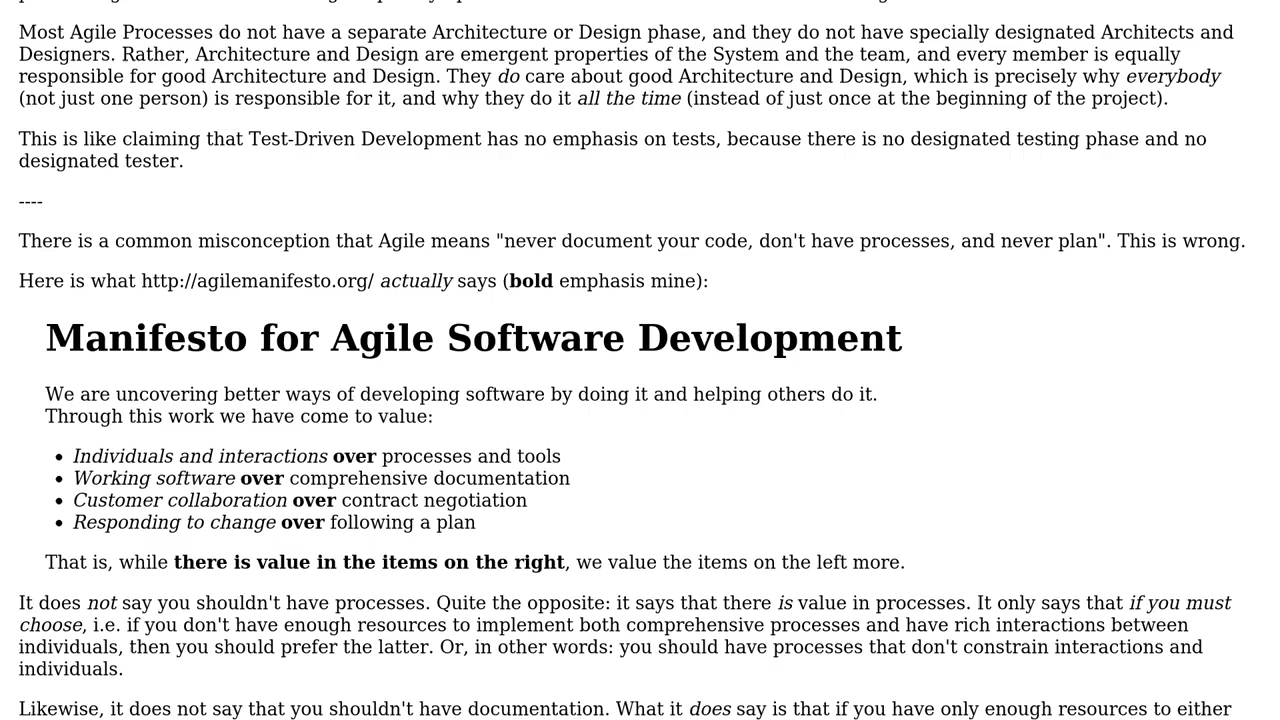 Most Agile Processes do not have a separate Architecture or Design phase, and they do not have specially designated Architects and
Designers. Rather, Architecture and Design are emergent properties of the System and the team, and every member is equally
responsible for good Architecture and Design. They do care about good Architecture and Design, which is precisely why everybody
(not just one person) is responsible for it, and why they do it all the time (instead of just once at the beginning of the project).
This is like claiming that Test-Driven Development has no emphasis on tests, because there is no designated testing phase and no
designated tester.
----
There is a common misconception that Agile means "never document your code, don't have processes, and never plan". This is wrong.
Here is what http://agilemanifesto.org/ actually says (bold emphasis mine):
Manifesto for Agile Software Development
We are uncovering better ways of developing software by doing it and helping others do it.
Through this work we have come to value:
• Individuals and interactions over processes and tools
• Working software over comprehensive documentation
• Customer collaboration over contract negotiation
• Responding to change over following a plan
That is, while there is value in the items on the right, we value the items on the left more.
It does not say you shouldn't have processes. Quite the opposite: it says that there is value in processes. It only says that if you must
choose, i.e. if you don't have enough resources to implement both comprehensive processes and have rich interactions between
individuals, then you should prefer the latter. Or, in other words: you should have processes that don't constrain interactions and
individuals.
Likewise, it does not say that you shouldn't have documentation. What it does say is that if you have only enough resources to either